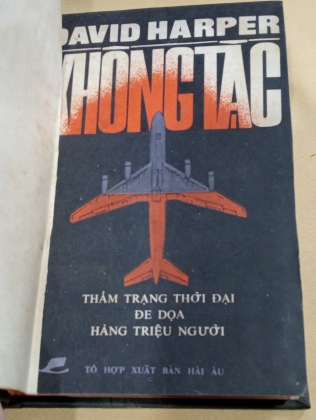 DAVID HARPER
KHÔNG TẶC
THẢM TRẠNG THỜI ĐẠI
ĐE DỌA
HÀNG TRIỆU NGƯỜI
TỔ HỢP XUẤT BẢN HẢI ÂU